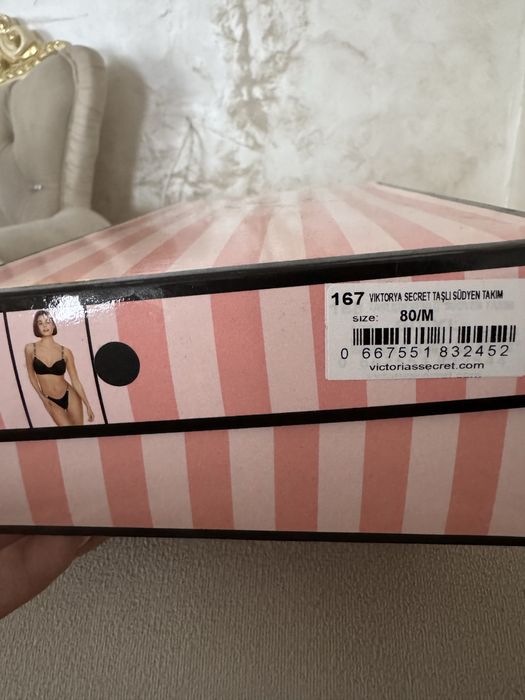 167 VIKTORYA SECRET TAŞLI SÜDYEN TAKIM
size: 80/M
0 667551 832452
victoriassecret.com